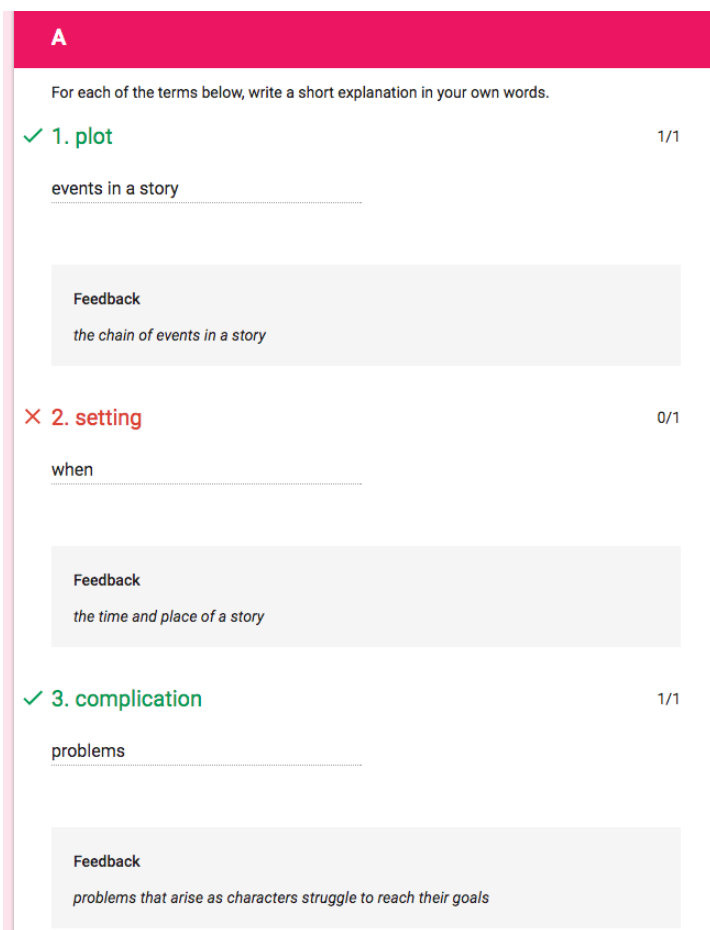 A
For each of the terms below, write a short explanation in your own words.
1. plot 1/1
events in a story
Feedback
the chain of events in a story
2. setting 0/1
when
Feedback
the time and place of a story
3. complication 1/1
problems
Feedback
problems that arise as characters struggle to reach their goals